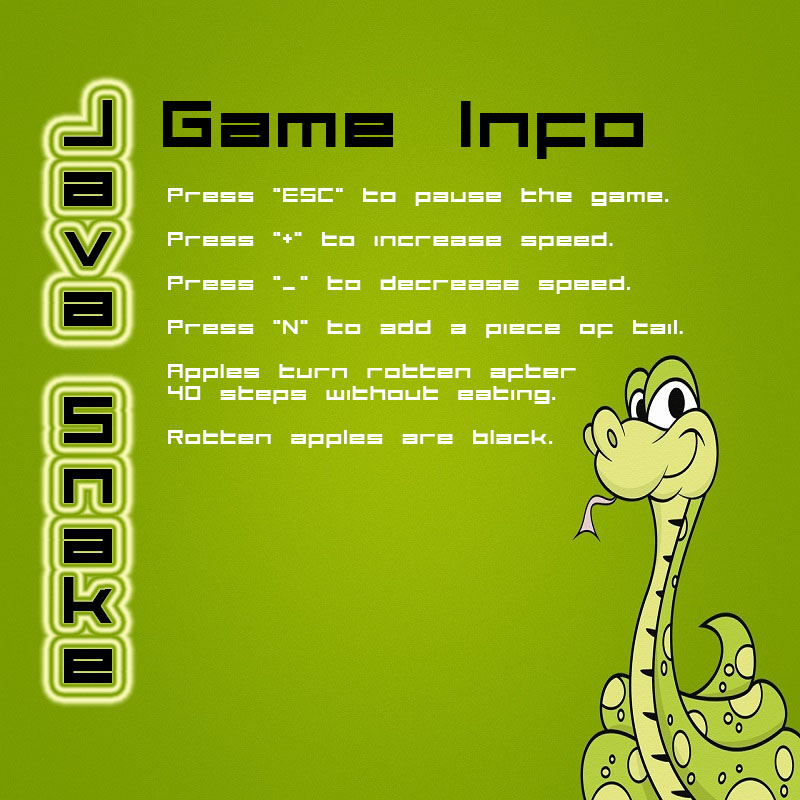 Java Snake
Game Info
Press "ESC" to pause the game.
Press "+" to increase speed.
Press "_" to decrease speed.
Press "N" to add a piece of tail.
Apples turn rotten after
40 steps without eating.
Rotten apples are black.